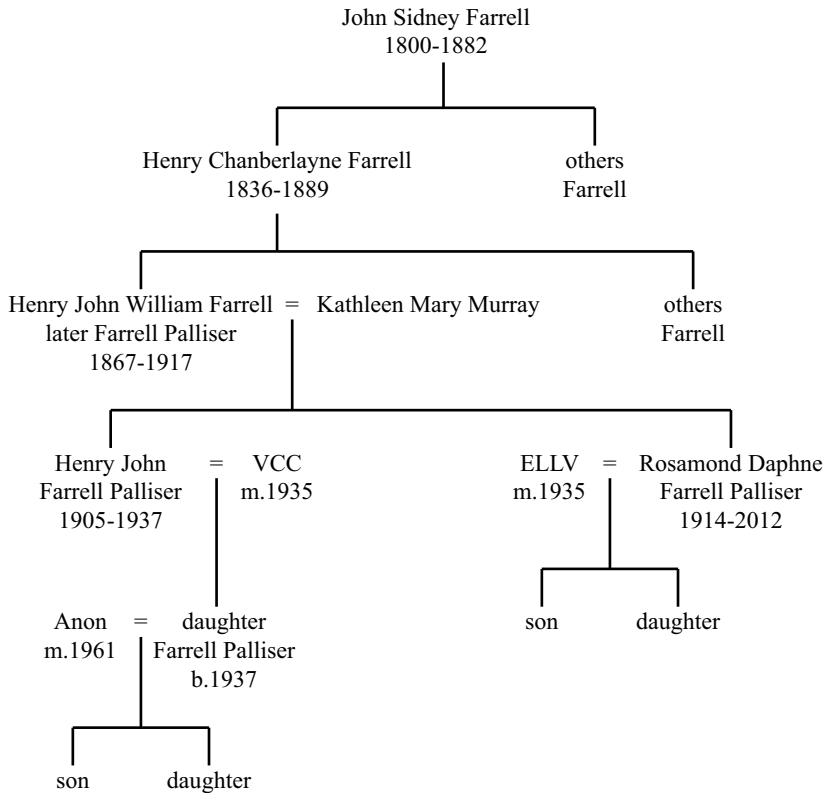 John Sidney Farrell
1800-1882
Henry Chanberlayne Farrell
1836-1889
others
Farrell
Henry John William Farrell = Kathleen Mary Murray
later Farrell Palliser
1867-1917
others
Farrell
Henry John = VCC
Farrell Palliser m.1935
1905-1937
ELLV = Rosamond Daphne
m.1935 Farrell Palliser
1914-2012
Anon = daughter
m.1961 Farrell Palliser
b.1937
son daughter
son daughter